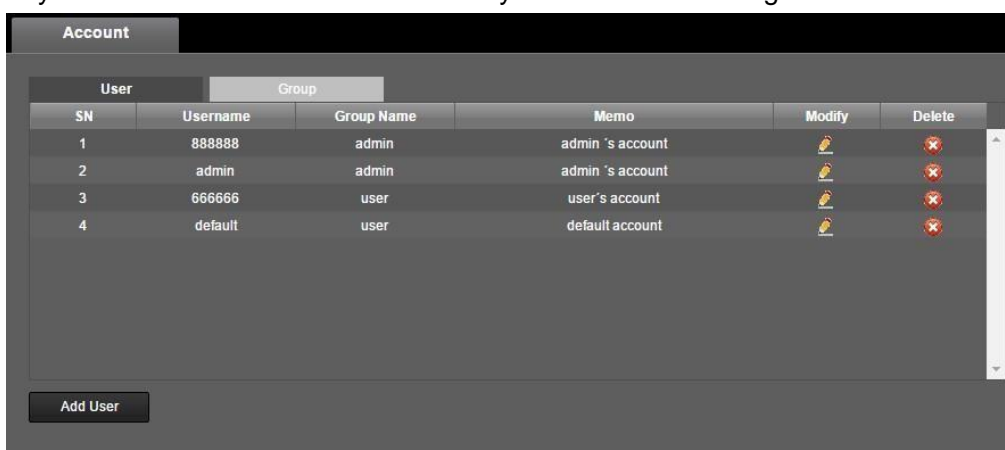 Account
User Group
SN Username Group Name Memo Modify Delete
1 888888 admin admin ´s account
2 admin admin admin ´s account
3 666666 user user´s account
4 default user default account
Add User